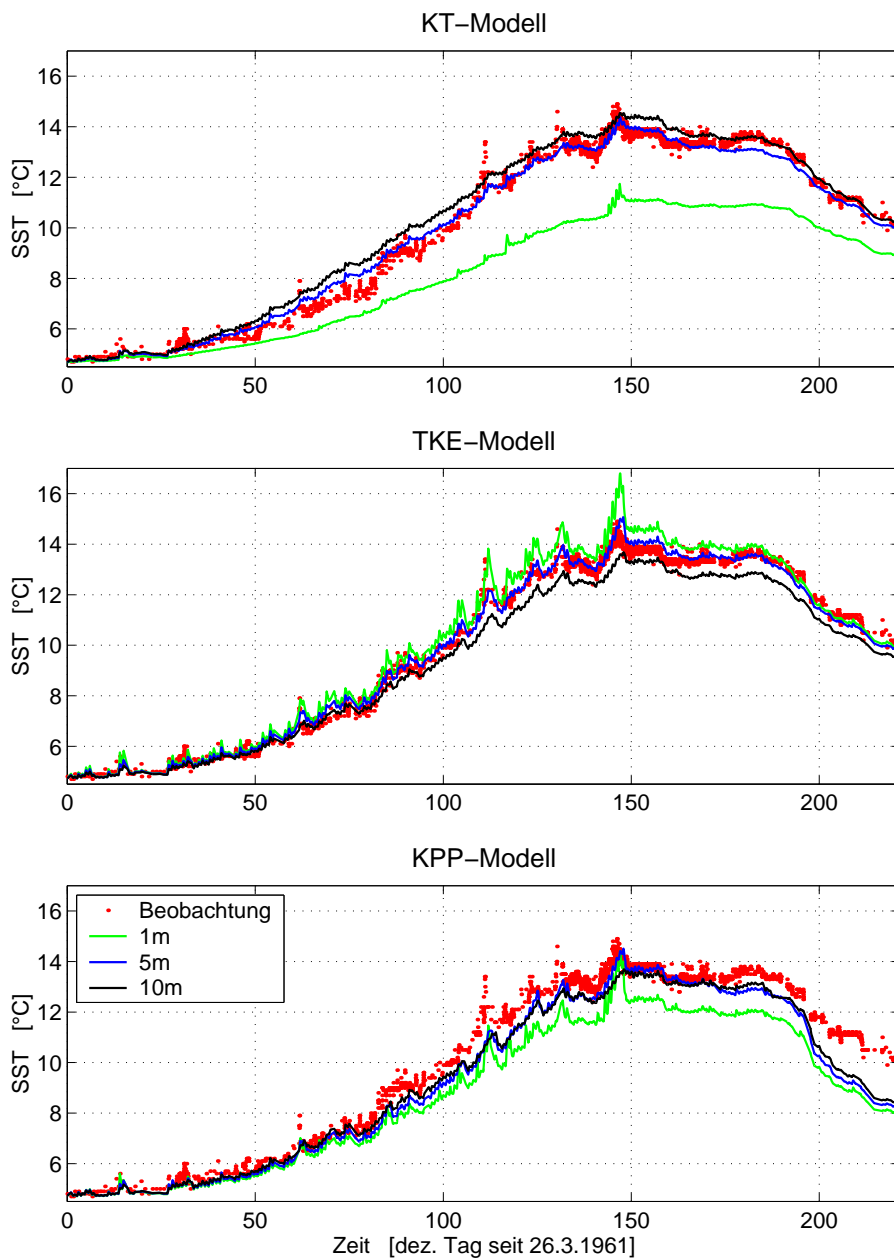 KT−Modell
16
14
12
10
8
6
SST [°C]
0 50 100 150 200
TKE−Modell
16
14
12
10
8
6
SST [°C]
0 50 100 150 200
KPP−Modell
16
14
12
10
8
6
SST [°C]
Beobachtung
1m
5m
10m
0 50 100 150 200
Zeit [dez. Tag seit 26.3.1961]